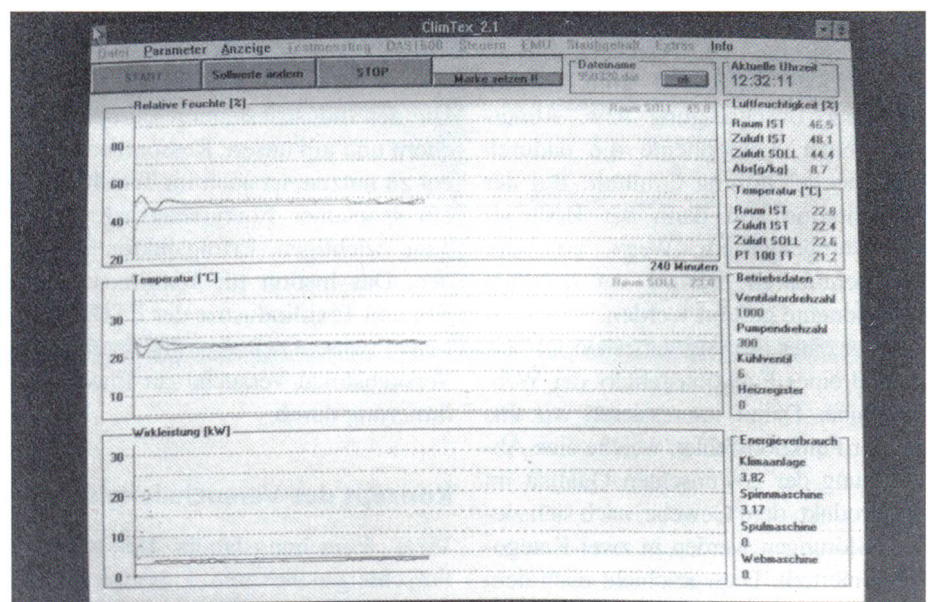 ClimTex_2.1
Datei Parameter Anzeige Testmessung DAS1600 Steuern EMU Staubgehalt Extras Info
START Sollwerte ändern STOP Marke setzen !! Dateiname ok Aktuelle Uhrzeit
12:32:11
Relative Feuchte [%] Raum SOLL 45.0
80
60
40
20
240 Minuten
Luftfeuchtigkeit [%]
Raum IST 46.5
Zuluft IST 48.1
Zuluft SOLL 44.4
Abs[g/kg] 8.7
Temperatur [°C]
Raum IST 22.8
Zuluft IST 22.4
Zuluft SOLL 22.6
PT 100 TT 21.2
Temperatur [°C] Raum SOLL
30
20
10
Betriebsdaten
Ventilatordrehzahl
1000
Pumpendrehzahl
300
Kühlventil
6
Heizregister
0
Wirkleistung [kW]
30
20
10
0
Energieverbrauch
Klimaanlage
3.82
Spinnmaschine
3.17
Spulmaschine
0.
Webmaschine
0.